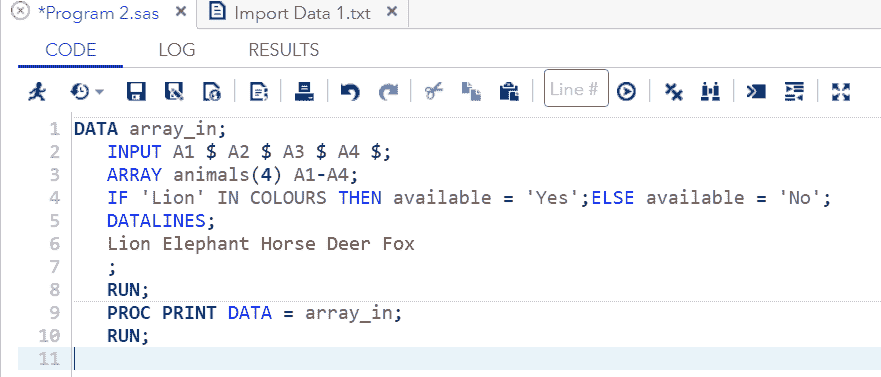 *Program 2.sas × Import Data 1.txt ×
CODE LOG RESULTS
Line #
1 DATA array_in;
2 INPUT A1 $ A2 $ A3 $ A4 $;
3 ARRAY animals(4) A1-A4;
4 IF 'Lion' IN COLOURS THEN available = 'Yes';ELSE available = 'No';
5 DATALINES;
6 Lion Elephant Horse Deer Fox
7 ;
8 RUN;
9 PROC PRINT DATA = array_in;
10 RUN;
11